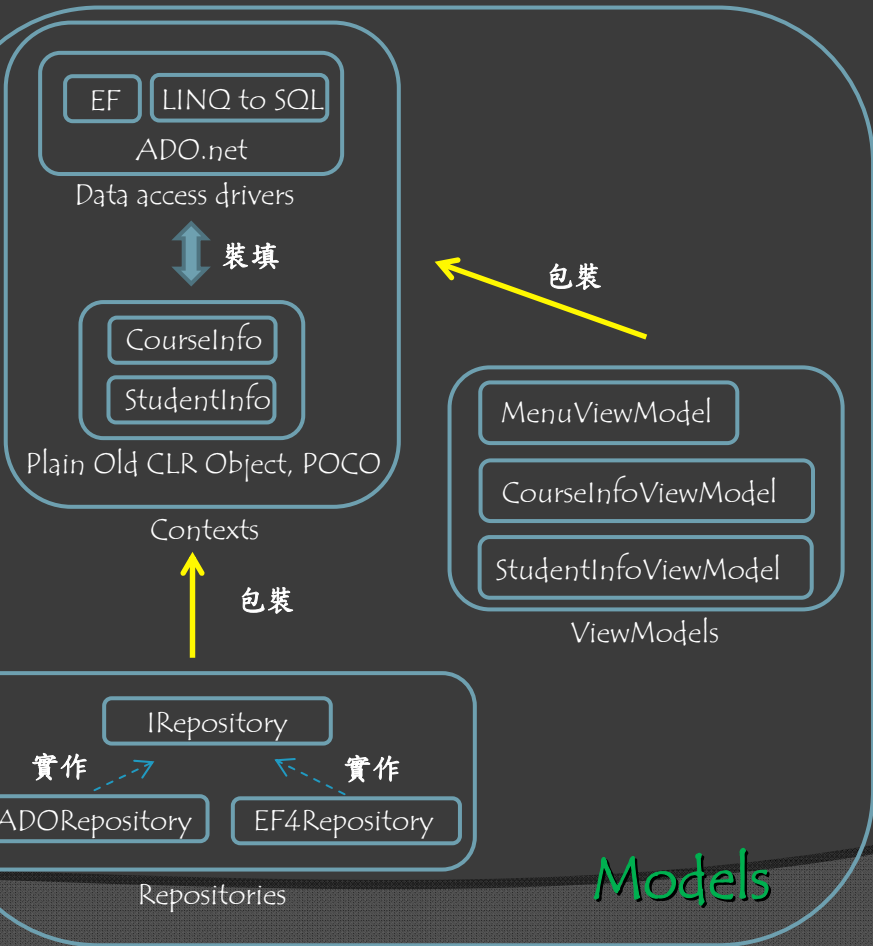 EF
LINQ to SQL
ADO.net
Data access drivers
裝填
包裝
CourseInfo
StudentInfo
Plain Old CLR Object, POCO
Contexts
MenuViewModel
CourseInfoViewModel
StudentInfoViewModel
ViewModels
包裝
IRepository
實作
實作
ADORepository
EF4Repository
Repositories
Models